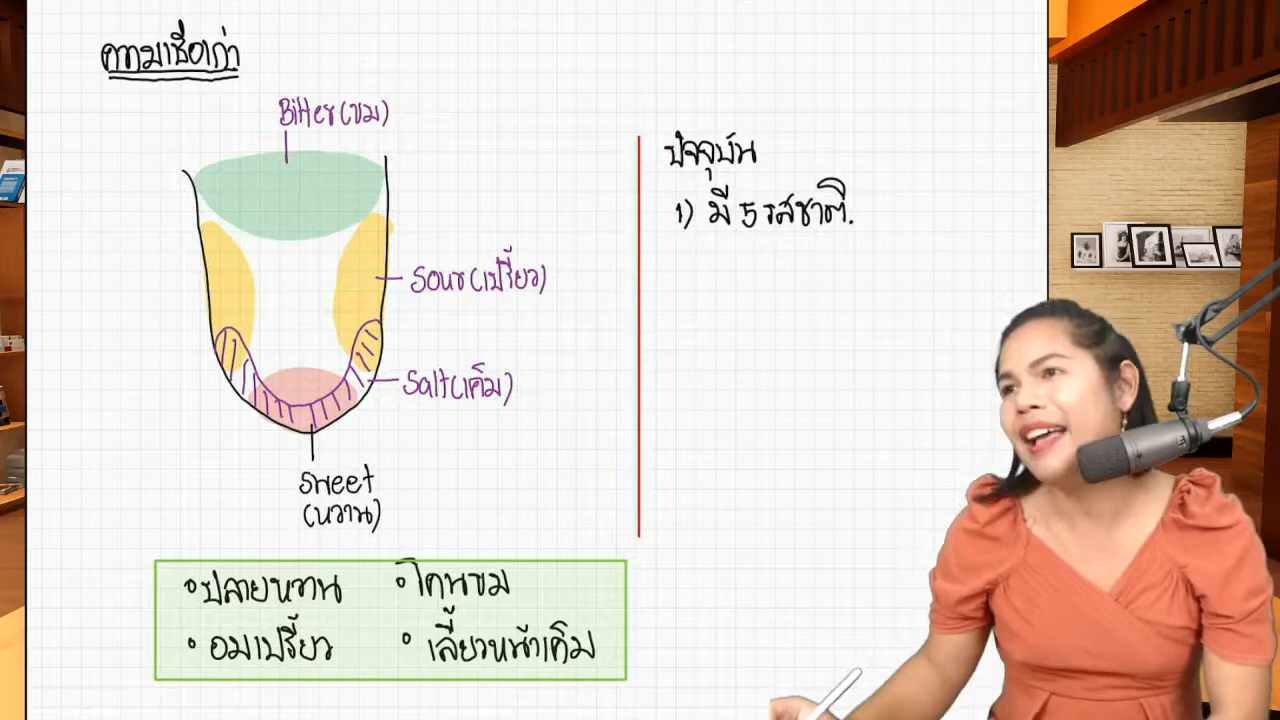 ความเชื่อเก่า
Bitter(ขม)
Sour(เปรี้ยว)
Salt(เค็ม)
Sweet
(หวาน)
• ปลายหวาน • โคนขม
• อมเปรี้ยว • เลี้ยวหน้าเค็ม
ปัจจุบัน
1) มี 5 รสชาติ.